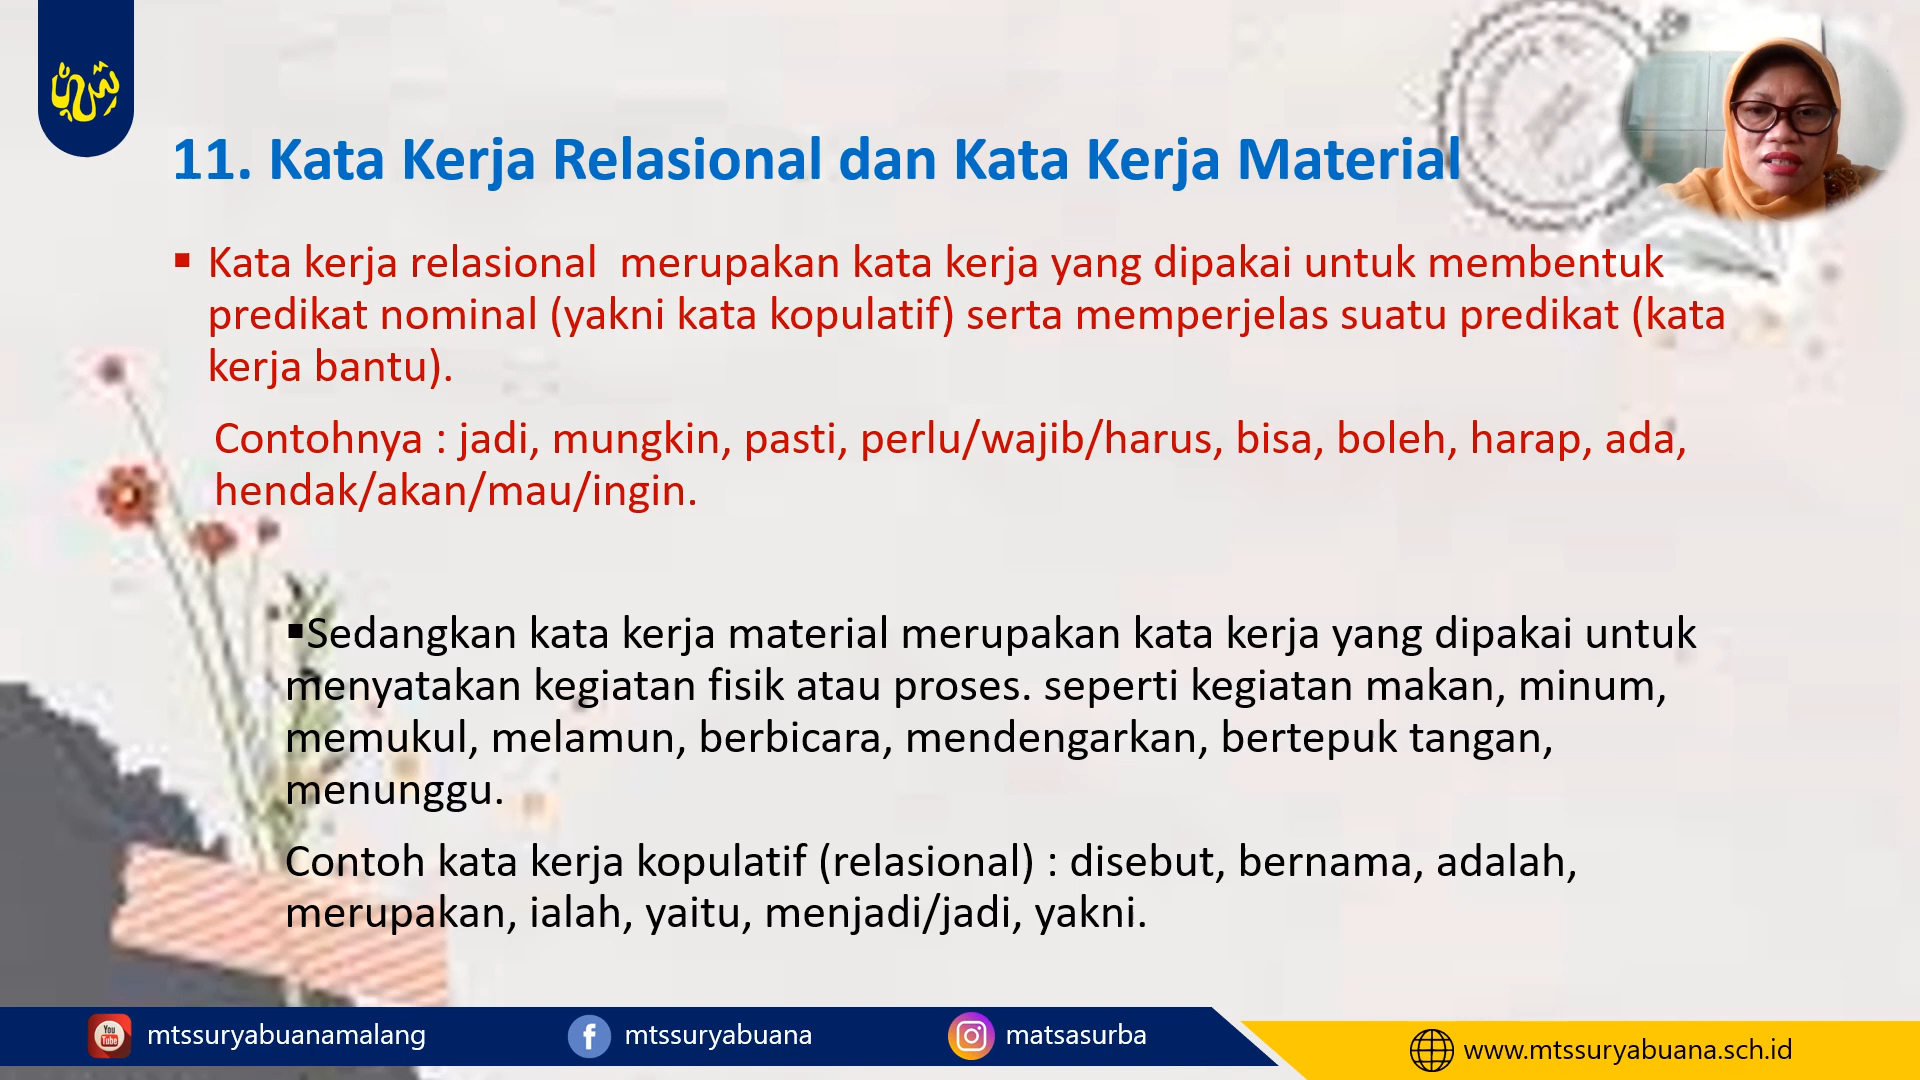 11. Kata Kerja Relasional dan Kata Kerja Material
▪ Kata kerja relasional  merupakan kata kerja yang dipakai untuk membentuk
predikat nominal (yakni kata kopulatif) serta memperjelas suatu predikat (kata
kerja bantu).
Contohnya : jadi, mungkin, pasti, perlu/wajib/harus, bisa, boleh, harap, ada,
hendak/akan/mau/ingin.
▪Sedangkan kata kerja material merupakan kata kerja yang dipakai untuk
menyatakan kegiatan fisik atau proses. seperti kegiatan makan, minum,
memukul, melamun, berbicara, mendengarkan, bertepuk tangan,
menunggu.
Contoh kata kerja kopulatif (relasional) : disebut, bernama, adalah,
merupakan, ialah, yaitu, menjadi/jadi, yakni.
You
Tube
mtssuryabuanamalang
mtssuryabuana
matsasurba
www.mtssuryabuana.sch.id